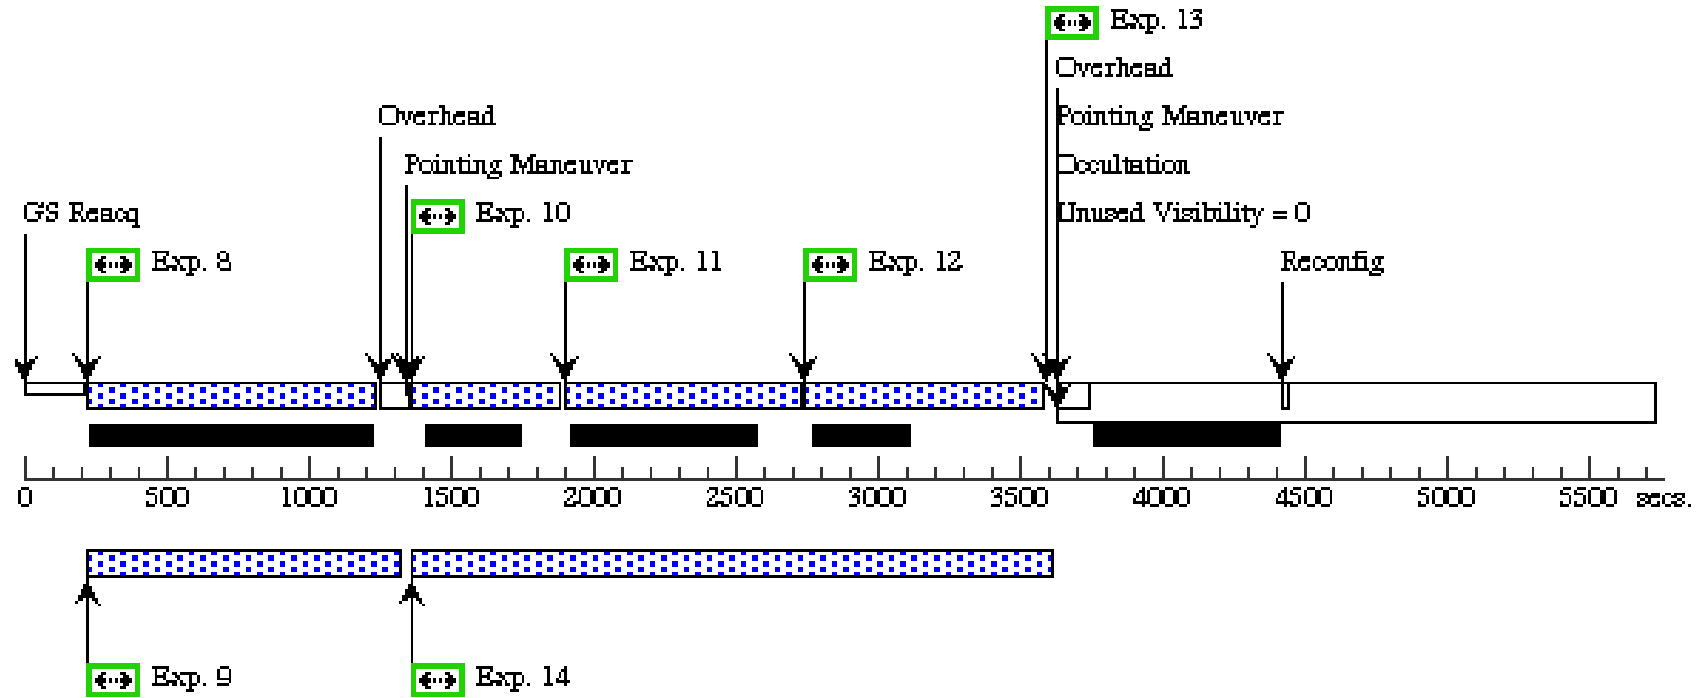 Exp. 13
Overhead
Overhead
Pointing Maneuver
Pointing Maneuver
Occultation
GS Reacq
Exp. 10
Unused Visibility = 0
Exp. 8
Exp. 11
Exp. 12
Reconfig
0 500 1000 1500 2000 2500 3000 3500 4000 4500 5000 5500 secs.
Exp. 9
Exp. 14